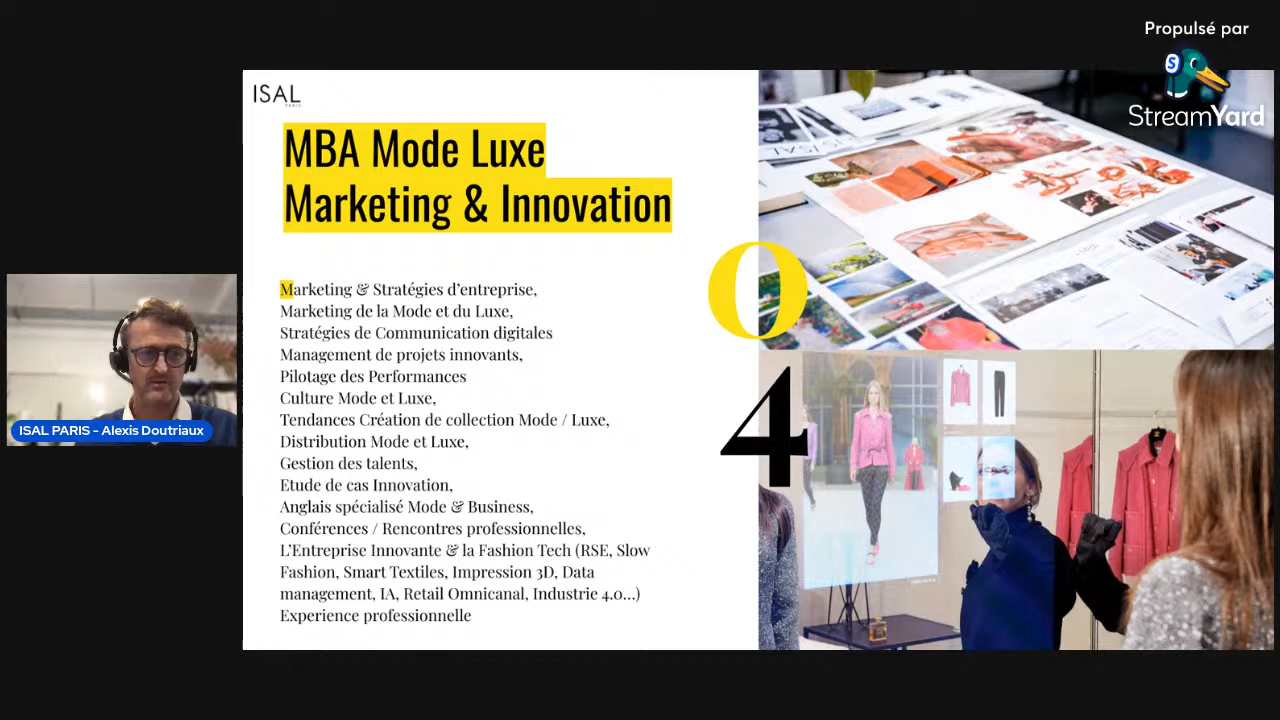 Propulsé par
StreamYard
ISAL
PARIS
MBA Mode Luxe
Marketing & Innovation
Marketing & Stratégies d’entreprise,
Marketing de la Mode et du Luxe,
Stratégies de Communication digitales
Management de projets innovants,
Pilotage des Performances
Culture Mode et Luxe,
Tendances Création de collection Mode / Luxe,
Distribution Mode et Luxe,
Gestion des talents,
Etude de cas Innovation,
Anglais spécialisé Mode & Business,
Conférences / Rencontres professionnelles,
L’Entreprise Innovante & la Fashion Tech (RSE, Slow
Fashion, Smart Textiles, Impression 3D, Data
management, IA, Retail Omnicanal, Industrie 4.0…)
Experience professionnelle
0
4
ISAL PARIS - Alexis Doutriaux